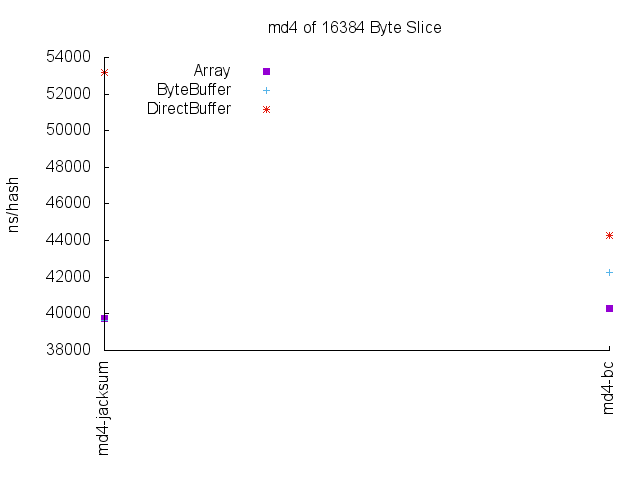 md4 of 16384 Byte Slice
54000
52000
50000
48000
46000
44000
42000
40000
38000
ns/hash
Array
ByteBuffer
DirectBuffer
md4-jacksum
md4-bc